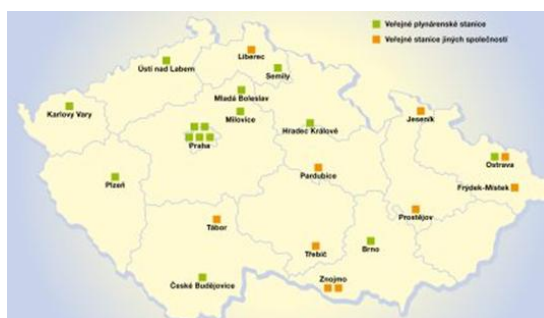 Veřejné plynárenské stanice
Veřejné stanice jiných společností
Liberec
Ústí nad Labem
Semily
Mladá Boleslav
Karlovy Vary
Milovice
Jeseník
Hradec Králové
Praha
Ostrava
Plzeň
Pardubice
Frýdek-Místek
Prostějov
Tábor
Třebíč
Brno
Znojmo
České Budějovice